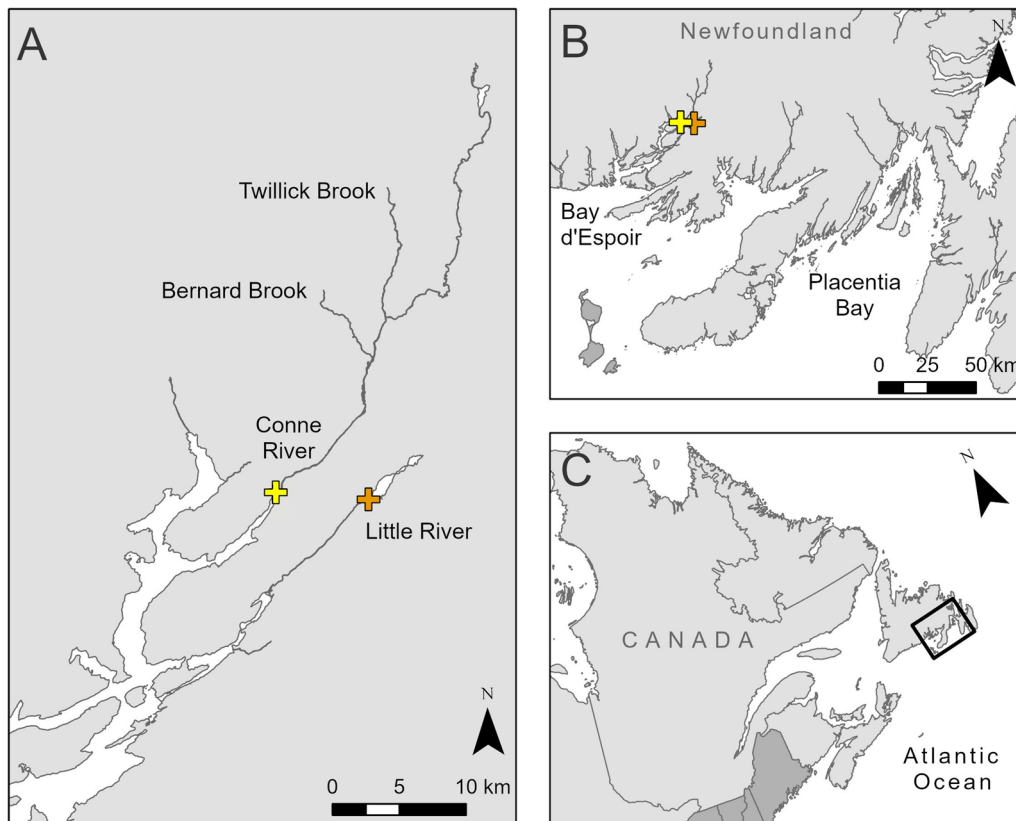 A
Twillick Brook
Bernard Brook
Conne
River
Little River
N
0 5 10 km
B
Newfoundland
N
Bay
d'Espoir
Placentia
Bay
0 25 50 km
C
N
CANADA
Atlantic
Ocean